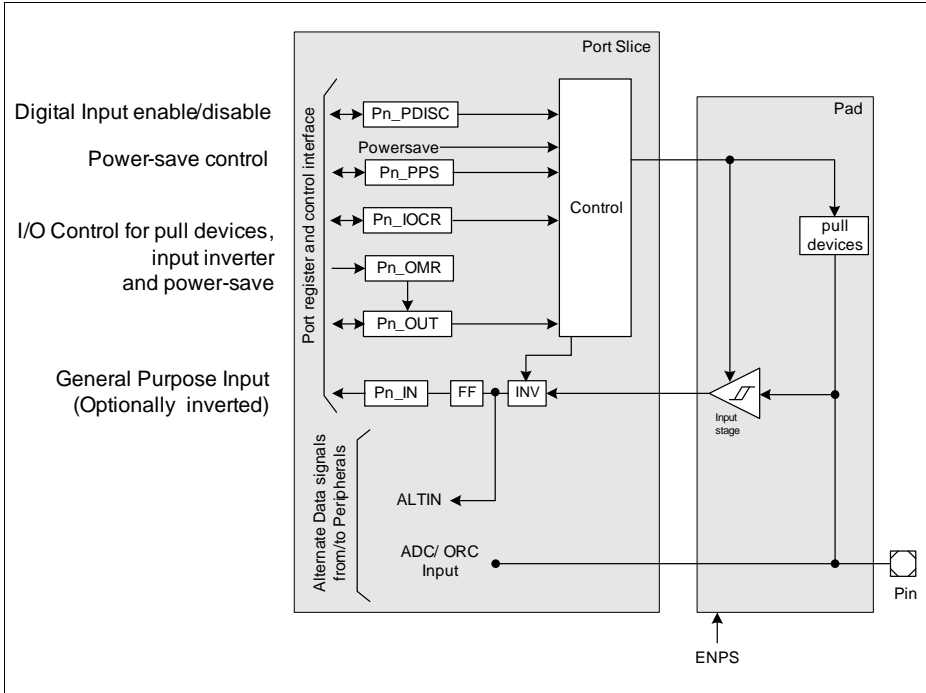 Port Slice
Pad
Digital Input enable/disable
Pn_PDISC
Power-save control
Powersave
Pn_PPS
Control
I/O Control for pull devices,
input inverter
and power-save
Pn_IOCR
pull
devices
Pn_OMR
Pn_OUT
Port register and control interface
General Purpose Input
(Optionally inverted)
Pn_IN
FF
INV
Input
stage
Alternate Data signals
from/to Peripherals
ALTIN
ADC/ ORC
Input
Pin
ENPS